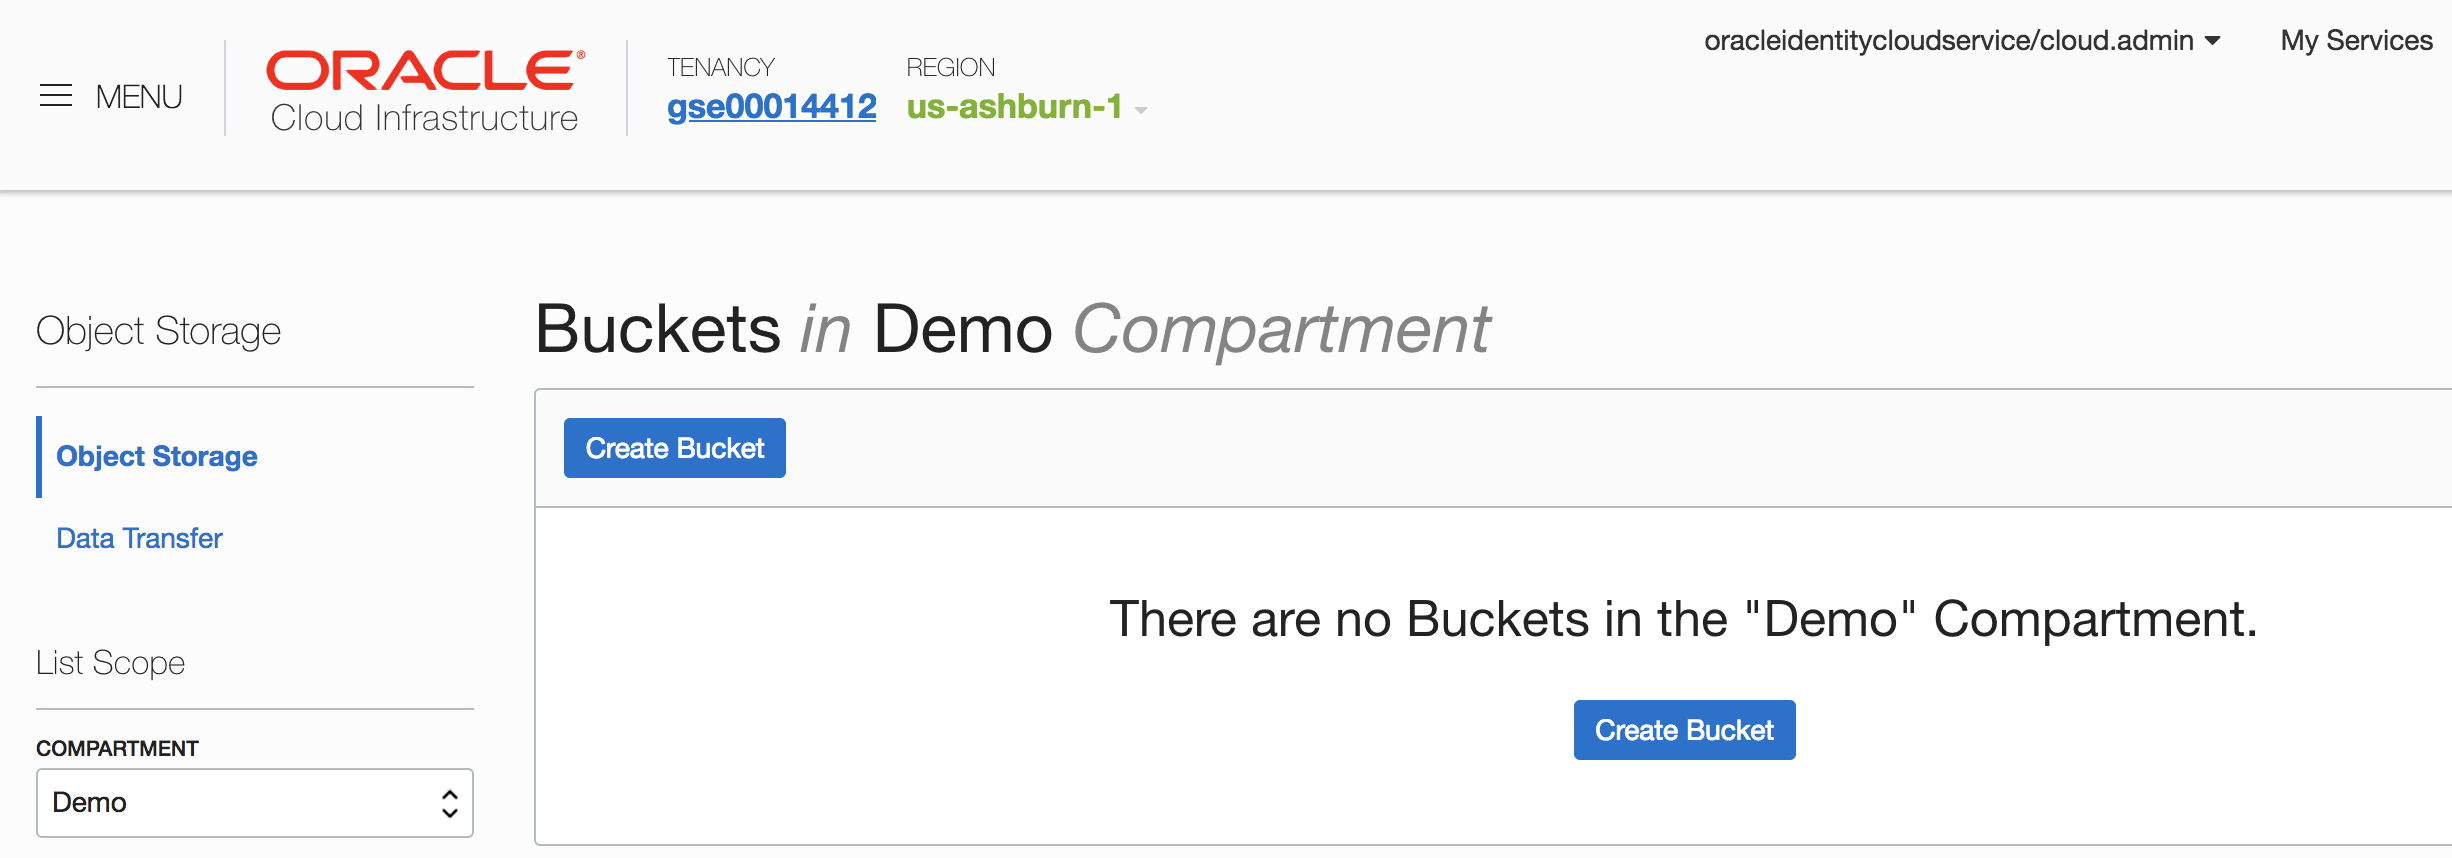 oracleidentitycloudservice/cloud.admin
My Services
MENU
ORACLE®
Cloud Infrastructure
TENANCY
gse00014412
REGION
us-ashburn-1
Object Storage
Object Storage
Data Transfer
List Scope
COMPARTMENT
Demo
Buckets in Demo Compartment
Create Bucket
There are no Buckets in the "Demo" Compartment.
Create Bucket